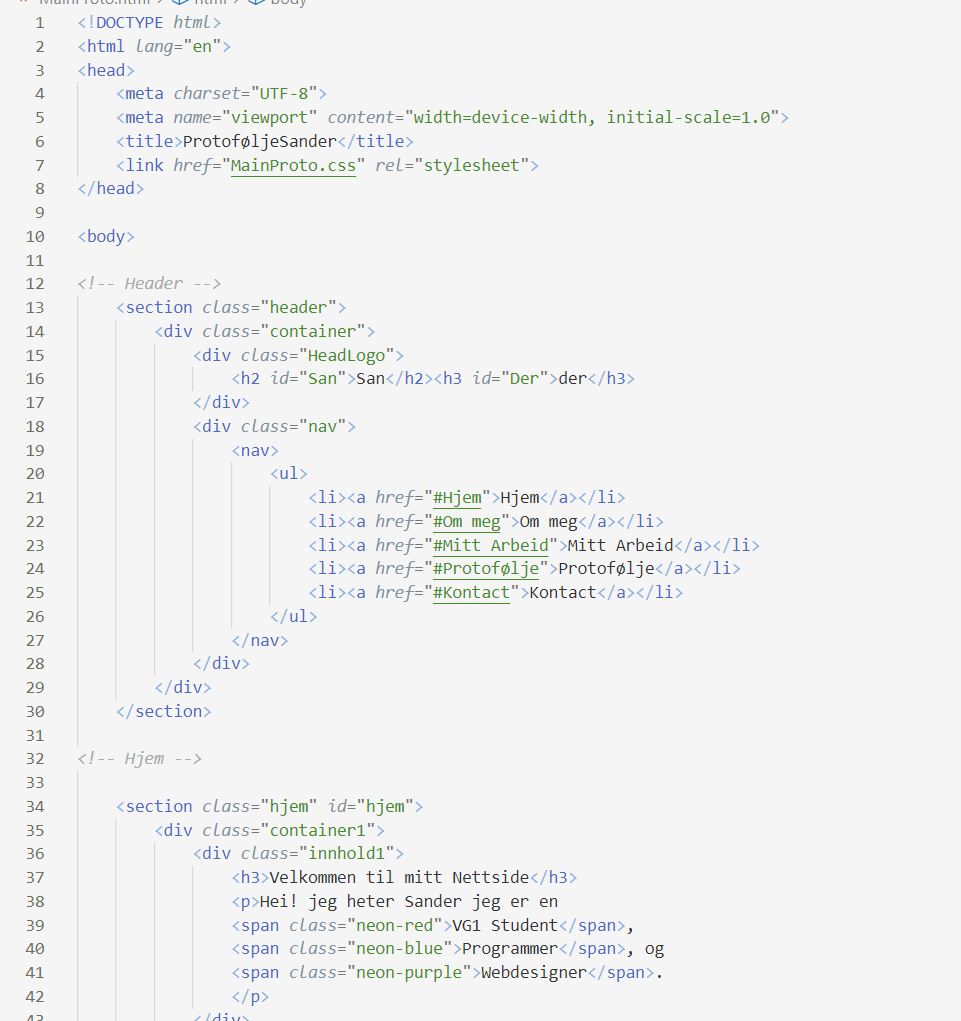 MainProto.html > html > body
1 <!DOCTYPE html>
2 <html lang="en">
3 <head>
4 <meta charset="UTF-8">
5 <meta name="viewport" content="width=device-width, initial-scale=1.0">
6 <title>ProtoføljeSander</title>
7 <link href="MainProto.css" rel="stylesheet">
8 </head>
9
10 <body>
11
12 <!-- Header -->
13 <section class="header">
14 <div class="container">
15 <div class="HeadLogo">
16 <h2 id="San">San</h2><h3 id="Der">der</h3>
17 </div>
18 <div class="nav">
19 <nav>
20 <ul>
21 <li><a href="#Hjem">Hjem</a></li>
22 <li><a href="#Om meg">Om meg</a></li>
23 <li><a href="#Mitt Arbeid">Mitt Arbeid</a></li>
24 <li><a href="#Protofølje">Protofølje</a></li>
25 <li><a href="#Kontact">Kontact</a></li>
26 </ul>
27 </nav>
28 </div>
29 </div>
30 </section>
31
32 <!-- Hjem -->
33
34 <section class="hjem" id="hjem">
35 <div class="container1">
36 <div class="innhold1">
37 <h3>Velkommen til mitt Nettside</h3>
38 <p>Hei! jeg heter Sander jeg er en
39 <span class="neon-red">VG1 Student</span>,
40 <span class="neon-blue">Programmer</span>, og
41 <span class="neon-purple">Webdesigner</span>.
42 </p>
43 </div>